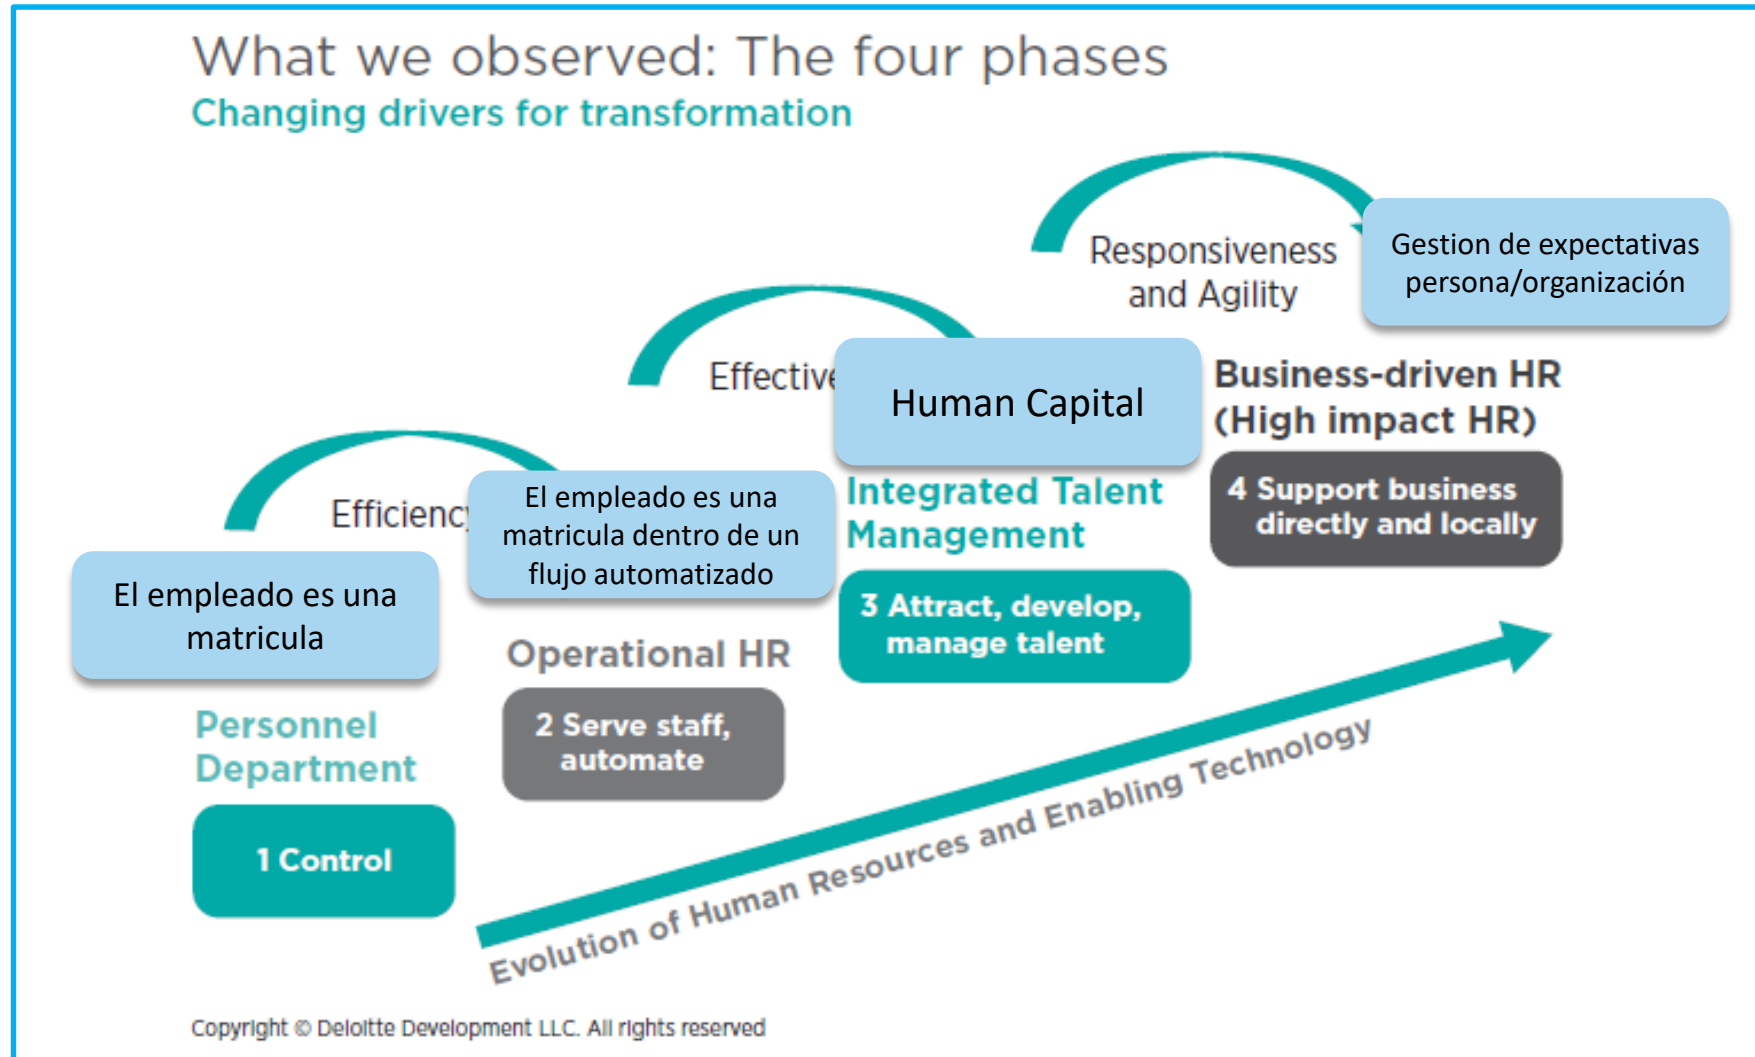 What we observed: The four phases
Changing drivers for transformation
Responsiveness
and Agility
Gestion de expectativas
persona/organización
Effective
Human Capital
Business-driven HR
(High impact HR)
4 Support business
directly and locally
Efficiency
El empleado es una
matricula dentro de un
flujo automatizado
Integrated Talent
Management
3 Attract, develop,
manage talent
El empleado es una
matricula
Operational HR
2 Serve staff,
automate
Personnel
Department
1 Control
Evolution of Human Resources and Enabling Technology
Copyright © Deloitte Development LLC. All rights reserved